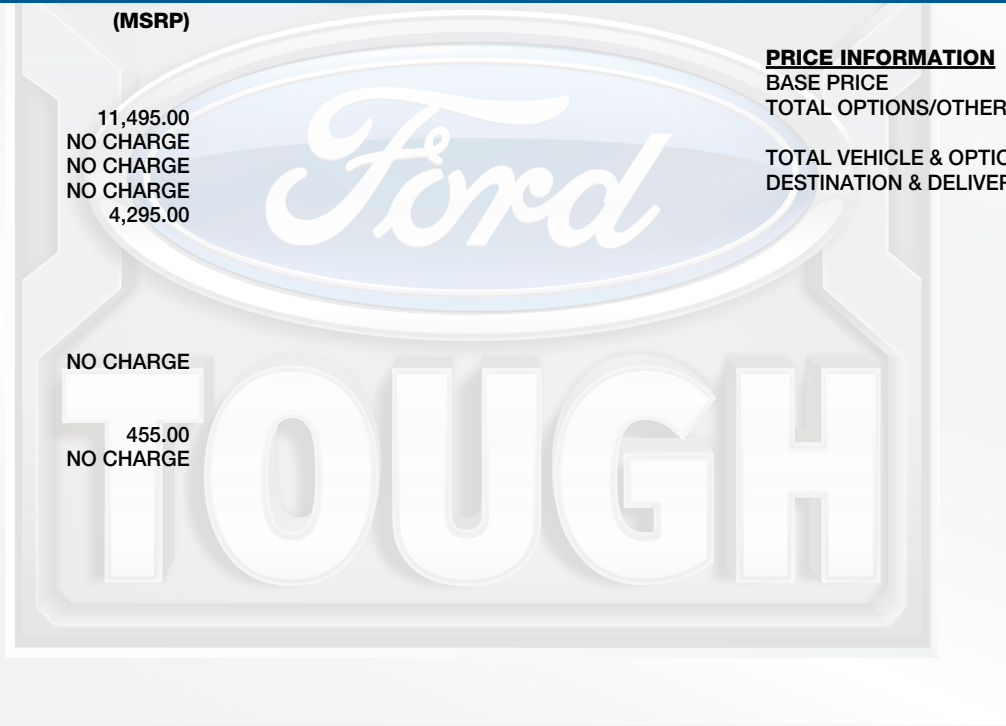 (MSRP)
11,495.00
NO CHARGE
NO CHARGE
NO CHARGE
4,295.00
NO CHARGE
455.00
NO CHARGE
PRICE INFORMATION
BASE PRICE
TOTAL OPTIONS/OTHER
TOTAL VEHICLE & OPTIO
DESTINATION & DELIVER
Ford
TOUGH